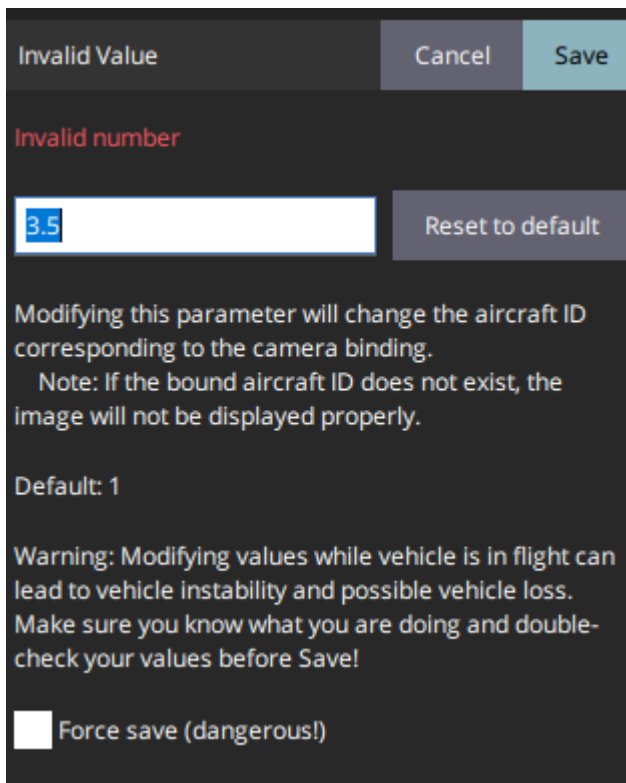 Invalid Value
Cancel
Save
Invalid number
3.5
Reset to default
Modifying this parameter will change the aircraft ID
corresponding to the camera binding.
Note: If the bound aircraft ID does not exist, the
image will not be displayed properly.
Default: 1
Warning: Modifying values while vehicle is in flight can
lead to vehicle instability and possible vehicle loss.
Make sure you know what you are doing and double-
check your values before Save!
Force save (dangerous!)